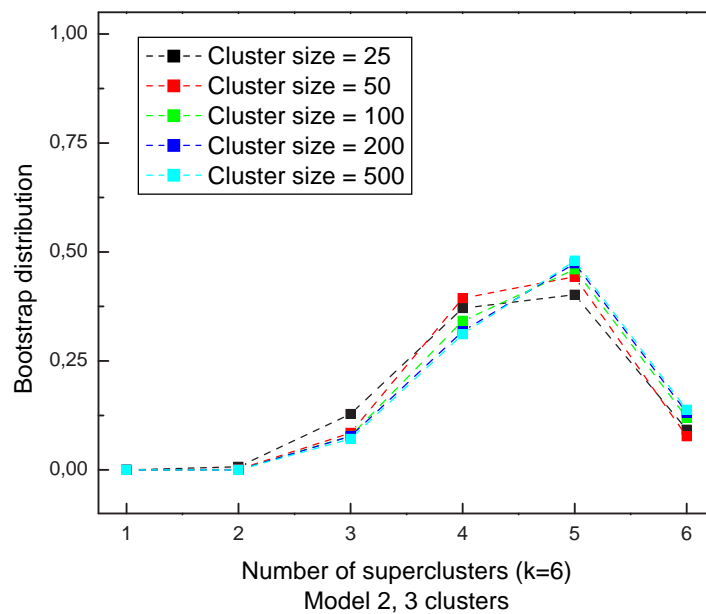 1,00
0,75
0,50
0,25
0,00
Bootstrap distribution
Cluster size = 25
Cluster size = 50
Cluster size = 100
Cluster size = 200
Cluster size = 500
1 2 3 4 5 6
Number of superclusters (k=6)
Model 2, 3 clusters